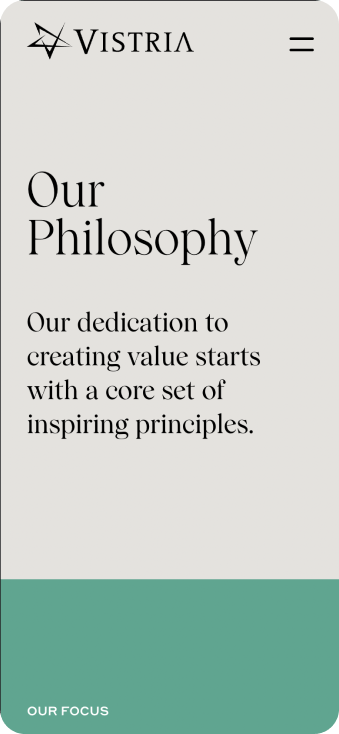 VISTRIA
Our
Philosophy
Our dedication to
creating value starts
with a core set of
inspiring principles.
OUR FOCUS